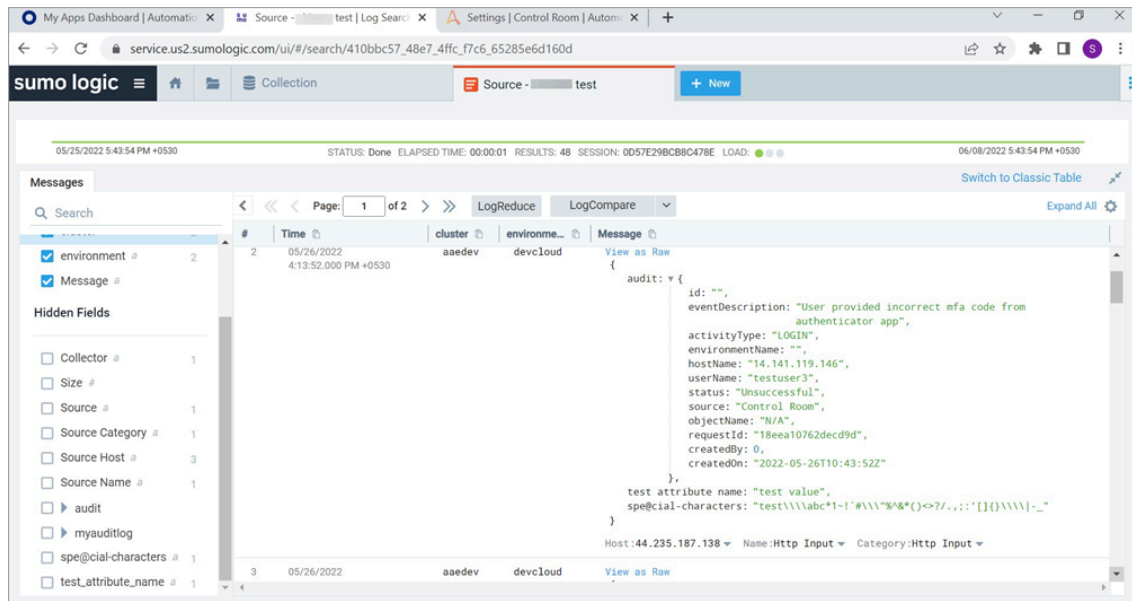 My Apps Dashboard | Automatio
Source - test | Log Search
Settings | Control Room | Autom
service.us2.sumologic.com/ui/#/search/410bbc57_48e7_4ffc_f7c6_65285e6d160d
S
sumo logic
Collection
Source - test
+ New
05/25/2022 5:43:54 PM +0530
STATUS: Done ELAPSED TIME: 00:00:01 RESULTS: 48 SESSION: 0D57E29BCB8C478E LOAD:
06/08/2022 5:43:54 PM +0530
Messages
Switch to Classic Table
Search
Page: 1 of 2
LogReduce
LogCompare
Expand All
# Time cluster environme... Message
environment a 2
Message a
Hidden Fields
Collector a 1
Size #
Source a 1
Source Category a 1
Source Host a 3
Source Name a 1
audit
myauditlog
spe@cial-characters a 1
test_attribute_name a 1
2 05/26/2022 aaedev devcloud View as Raw
4:13:52.000 PM +0530 {
audit: {
id: "",
eventDescription: "User provided incorrect mfa code from
authenticator app",
activityType: "LOGIN",
environmentName: "",
hostName: "14.141.119.146",
userName: "testuser3",
status: "Unsuccessful",
source: "Control Room",
objectName: "N/A",
requestId: "18eea10762decd9d",
createdBy: 0,
createdOn: "2022-05-26T10:43:52Z"
},
test attribute name: "test value",
spe@cial-characters: "test\\\\abc*1~!`#\\\"%^&*()<>?/.,;:'[]{}\\\\|-_"
}
Host:44.235.187.138 Name:Http Input Category:Http Input
3 05/26/2022 aaedev devcloud View as Raw